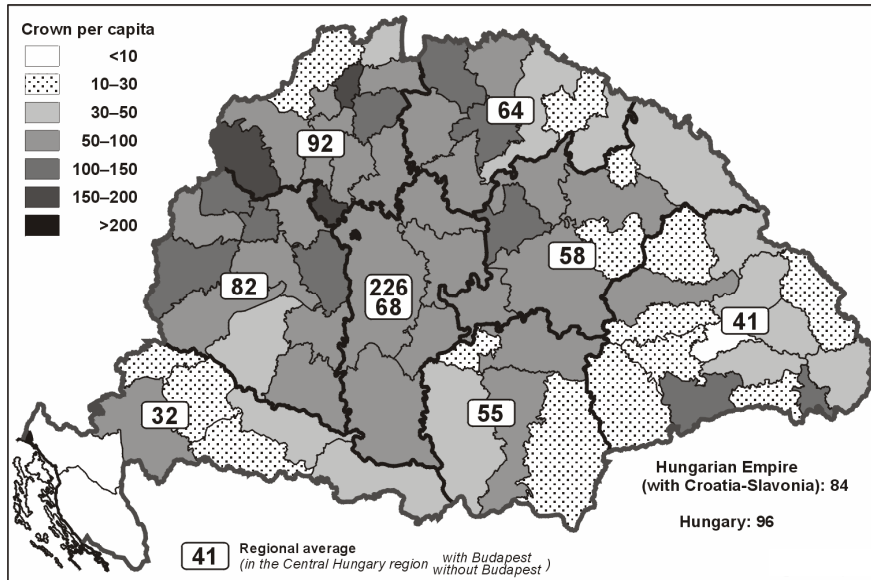 Crown per capita
<10
10–30
30–50
50–100
100–150
150–200
>200
64
92
58
82
226
68
41
32
55
Hungarian Empire
(with Croatia-Slavonia): 84
Hungary: 96
41
Regional average
(in the Central Hungary region with Budapest
without Budapest)